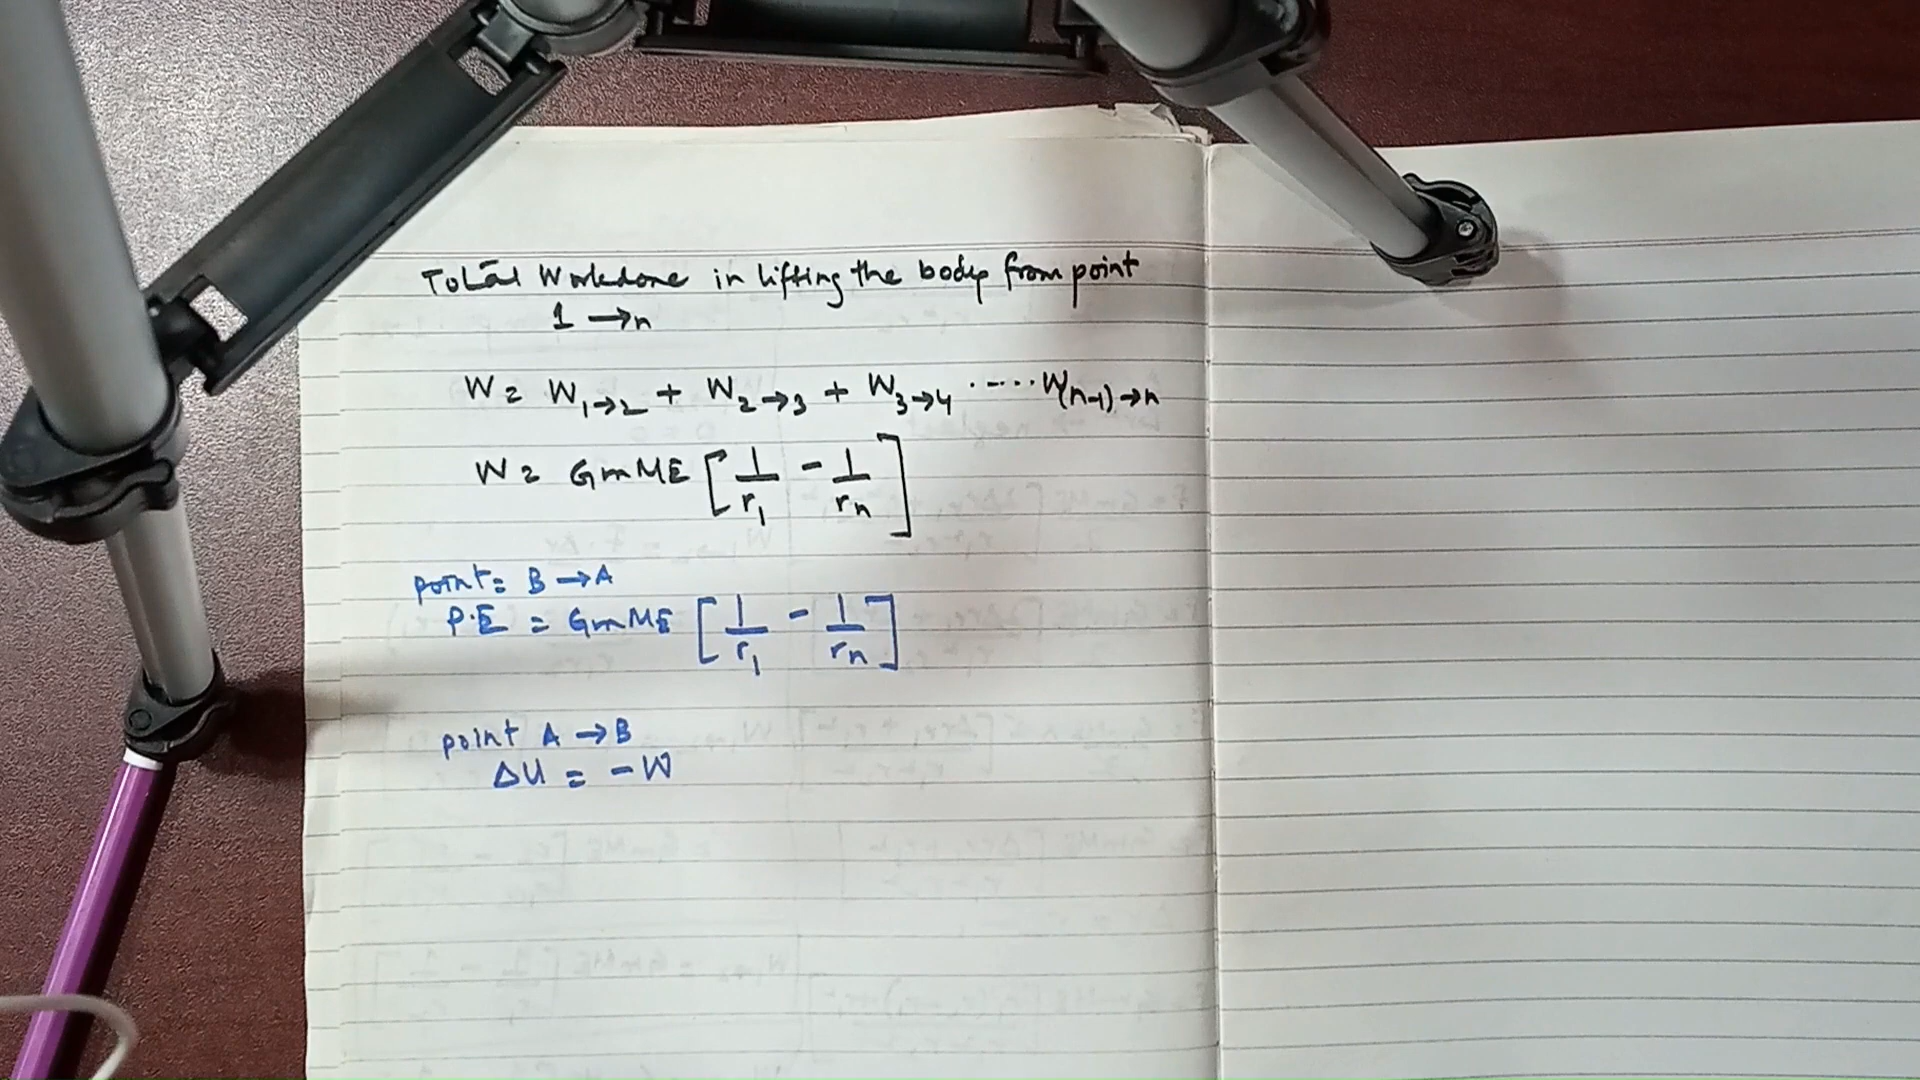 Total Workdone in lifting the body from point
1 → n
W = W₁→₂ + W₂→₃ + W₃→₄ ...... W(n-1)→n
W = GmME [1/r₁ - 1/rn]
point = B → A
P.E = GmME [1/r₁ - 1/rn]
point A → B
ΔU = -W